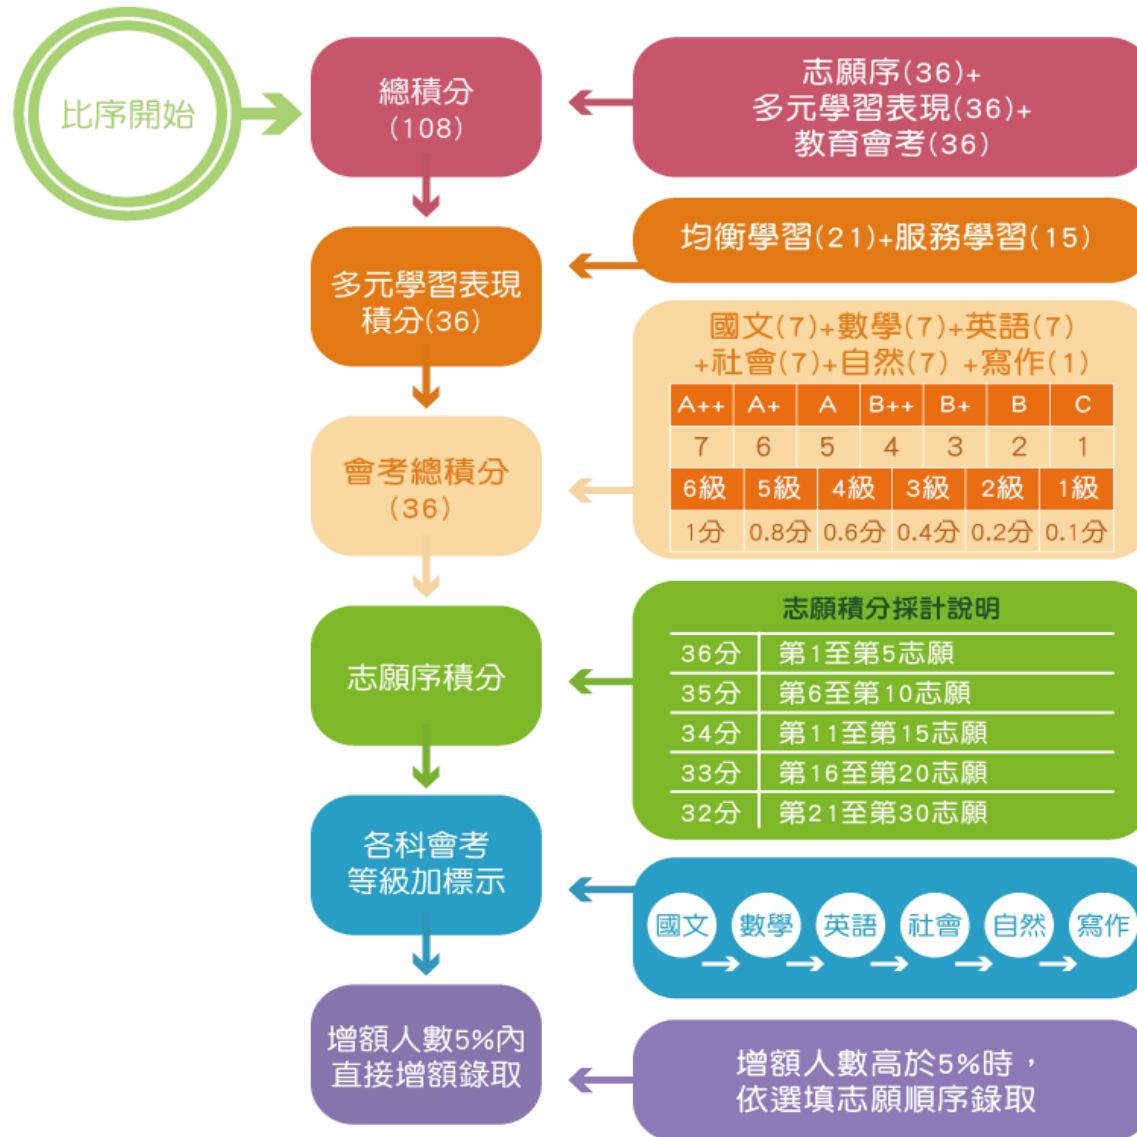 比序開始
總積分
(108)
志願序(36)+
多元學習表現(36)+
教育會考(36)
多元學習表現
積分(36)
均衡學習(21)+服務學習(15)
會考總積分
(36)
國文(7)+數學(7)+英語(7)
+社會(7)+自然(7) +寫作(1)
A++ A+ A B++ B+ B C
7 6 5 4 3 2 1
6級 5級 4級 3級 2級 1級
1分 0.8分 0.6分 0.4分 0.2分 0.1分
志願序積分
志願積分採計說明
36分 第1至第5志願
35分 第6至第10志願
34分 第11至第15志願
33分 第16至第20志願
32分 第21至第30志願
各科會考
等級加標示
國文 數學 英語 社會 自然 寫作
增額人數5%內
直接增額錄取
增額人數高於5%時，
依選填志願順序錄取